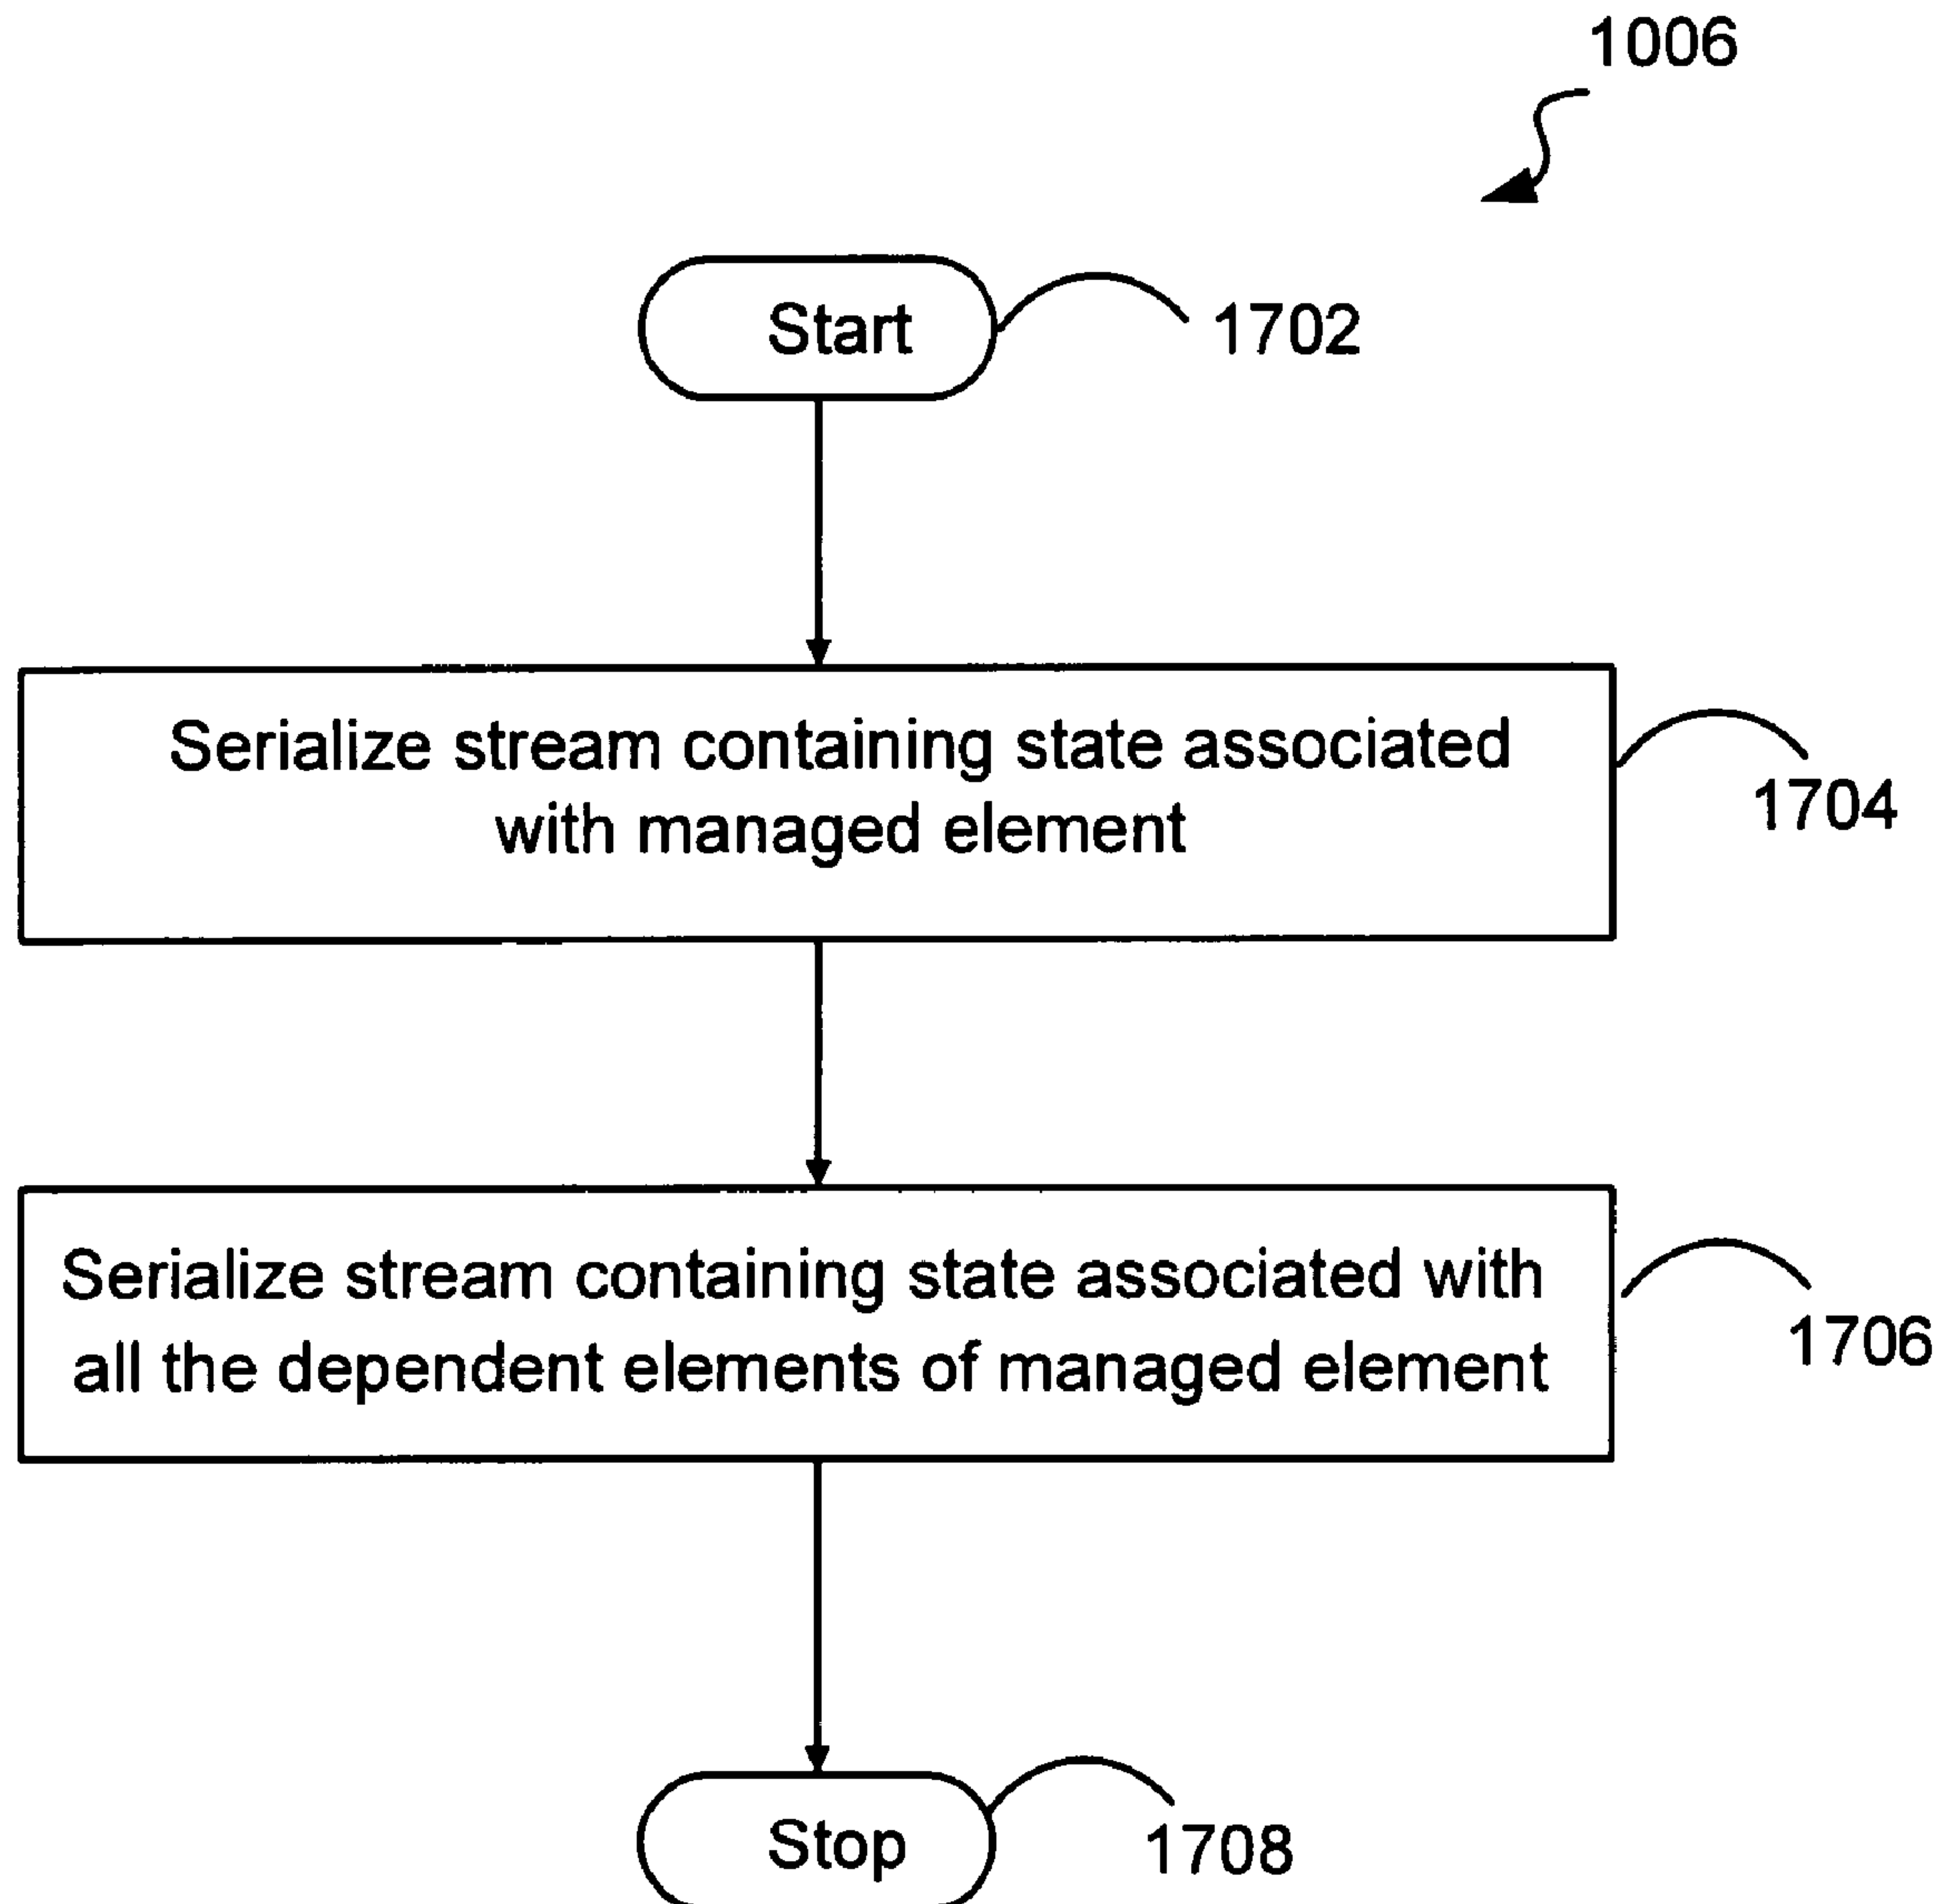 1006
Start
1702
Serialize stream containing state associated
with managed element
1704
Serialize stream containing state associated with
all the dependent elements of managed element
1706
Stop
1708